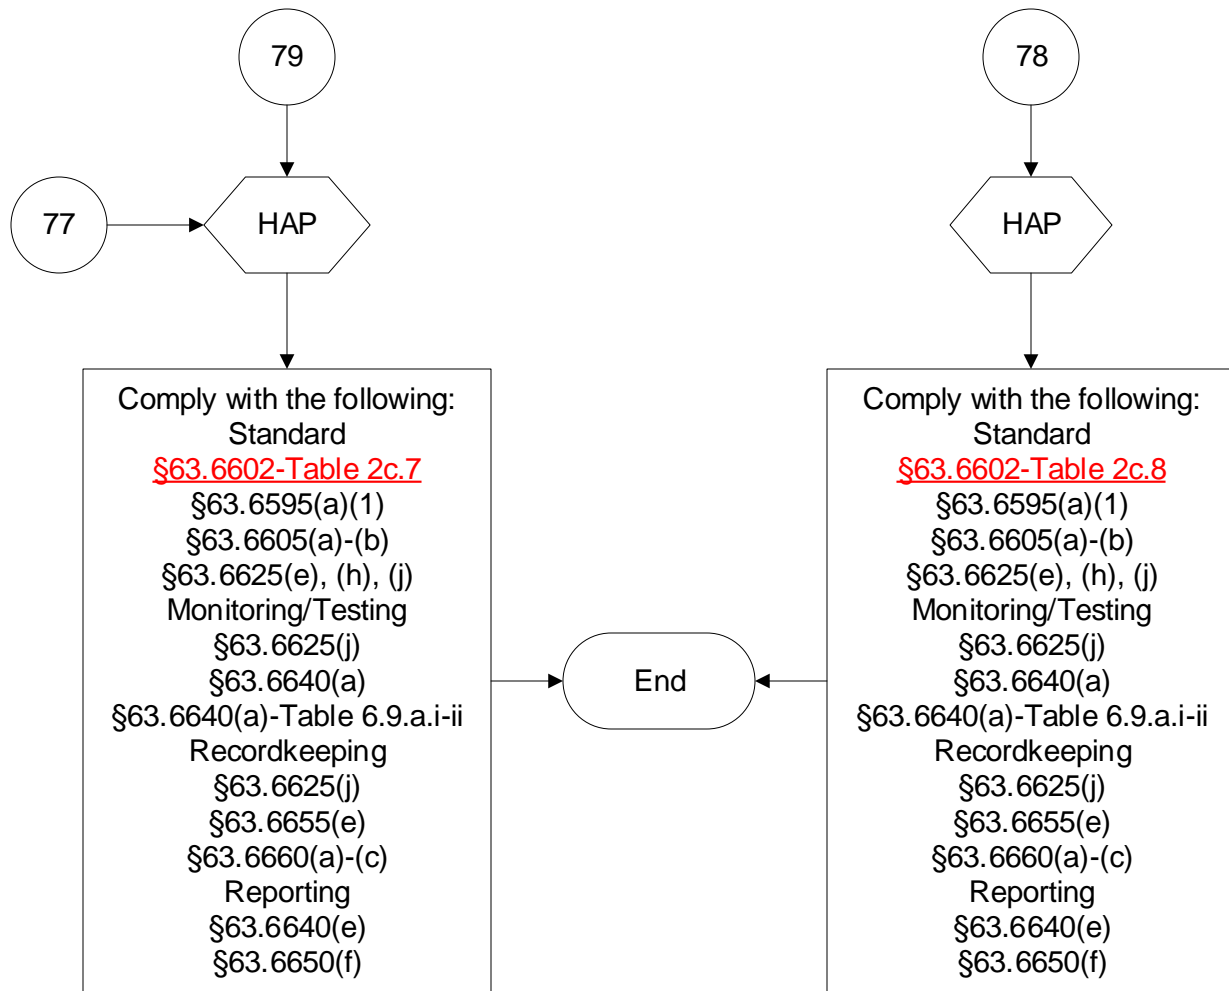 79
78
77
HAP
HAP
Comply with the following:
Standard
§63.6602-Table 2c.7
§63.6595(a)(1)
§63.6605(a)-(b)
§63.6625(e), (h), (j)
Monitoring/Testing
§63.6625(j)
§63.6640(a)
§63.6640(a)-Table 6.9.a.i-ii
Recordkeeping
§63.6625(j)
§63.6655(e)
§63.6660(a)-(c)
Reporting
§63.6640(e)
§63.6650(f)
End
Comply with the following:
Standard
§63.6602-Table 2c.8
§63.6595(a)(1)
§63.6605(a)-(b)
§63.6625(e), (h), (j)
Monitoring/Testing
§63.6625(j)
§63.6640(a)
§63.6640(a)-Table 6.9.a.i-ii
Recordkeeping
§63.6625(j)
§63.6655(e)
§63.6660(a)-(c)
Reporting
§63.6640(e)
§63.6650(f)